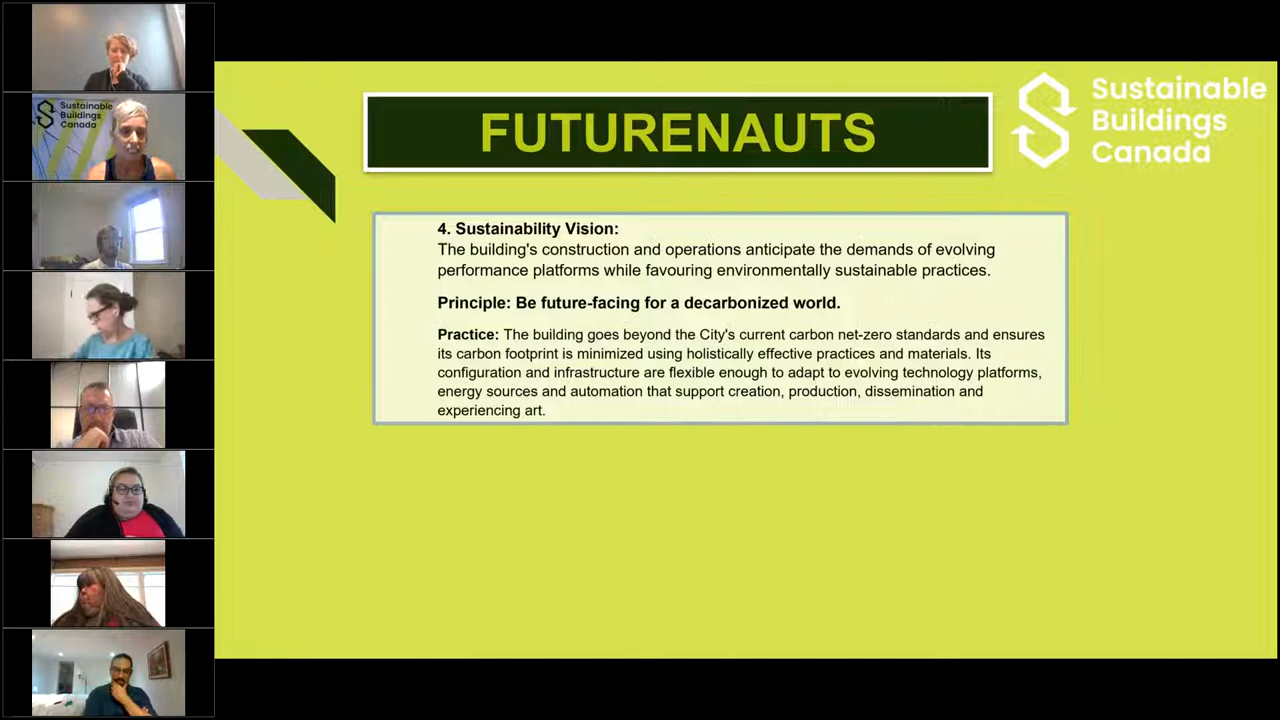 Sustainable
Buildings
Canada
FUTURENAUTS
Sustainable
Buildings
Canada
4. Sustainability Vision:
The building's construction and operations anticipate the demands of evolving
performance platforms while favouring environmentally sustainable practices.
Principle: Be future-facing for a decarbonized world.
Practice: The building goes beyond the City's current carbon net-zero standards and ensures
its carbon footprint is minimized using holistically effective practices and materials. Its
configuration and infrastructure are flexible enough to adapt to evolving technology platforms,
energy sources and automation that support creation, production, dissemination and
experiencing art.